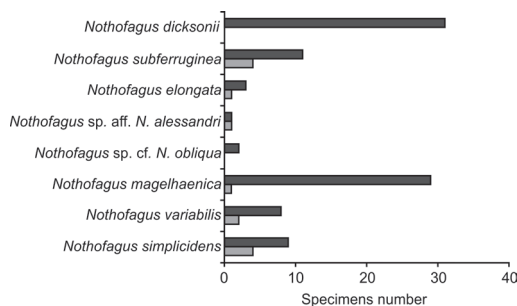 Nothofagus dicksonii
Nothofagus subferruginea
Nothofagus elongata
Nothofagus sp. aff. N. alessandri
Nothofagus sp. cf. N. obliqua
Nothofagus magelhaenica
Nothofagus variabilis
Nothofagus simplicidens
0 10 20 30 40
Specimens number